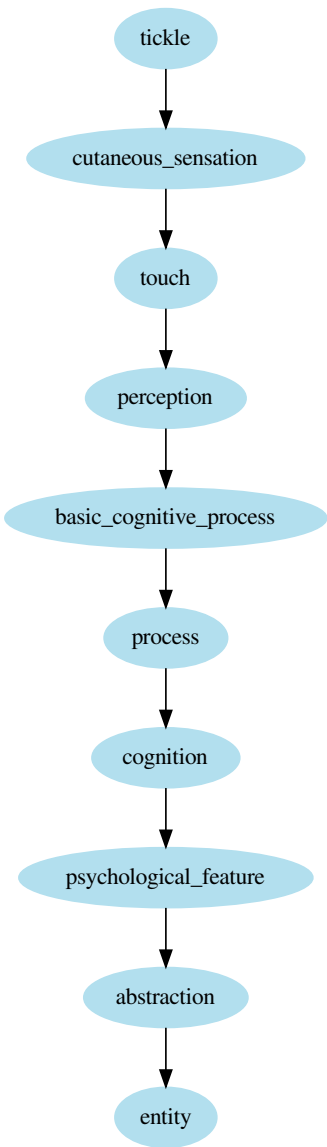 tickle
cutaneous_sensation
touch
perception
basic_cognitive_process
process
cognition
psychological_feature
abstraction
entity